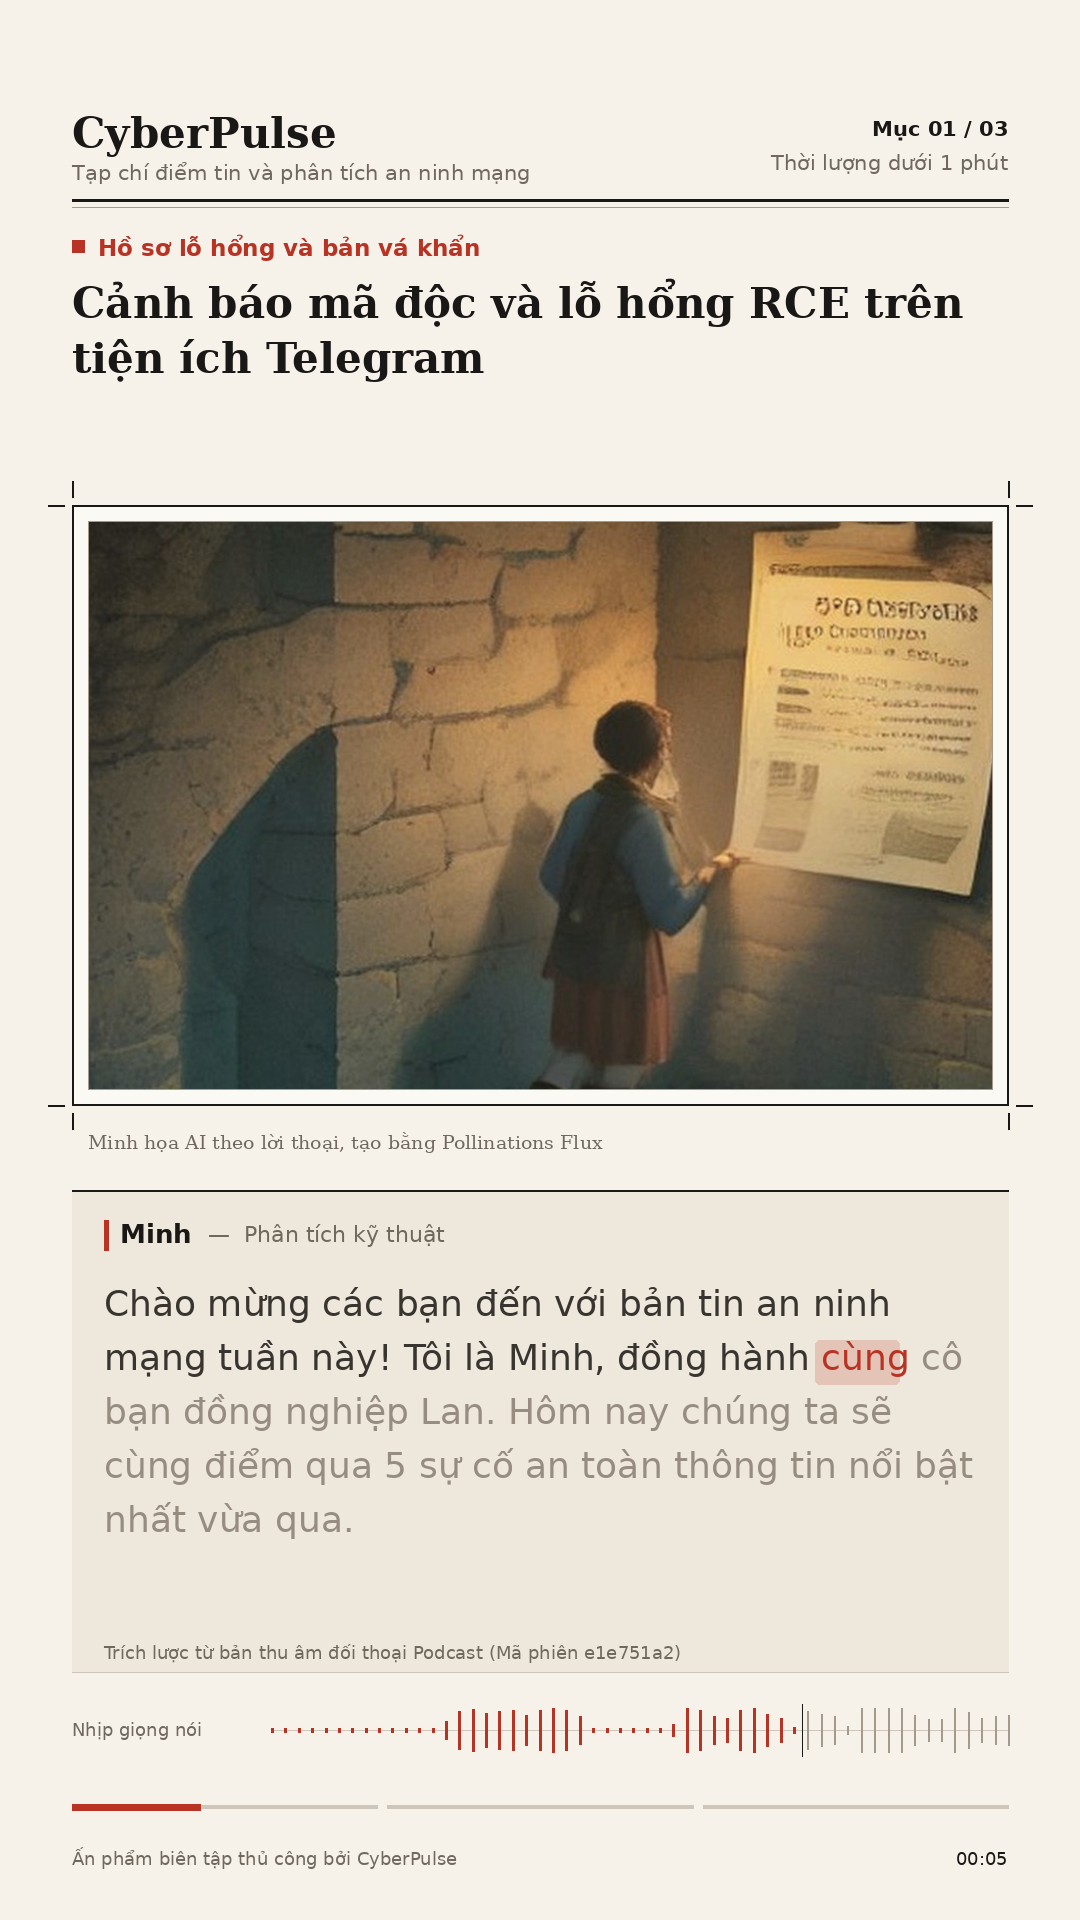 CyberPulse
Tạp chí điểm tin và phân tích an ninh mạng
Mục 01 / 03
Thời lượng dưới 1 phút
Hồ sơ lỗ hổng và bản vá khẩn
Cảnh báo mã độc và lỗ hổng RCE trên
tiện ích Telegram
Minh họa AI theo lời thoại, tạo bằng Pollinations Flux
Minh — Phân tích kỹ thuật
Chào mừng các bạn đến với bản tin an ninh
mạng tuần này! Tôi là Minh, đồng hành cùng cô
bạn đồng nghiệp Lan. Hôm nay chúng ta sẽ
cùng điểm qua 5 sự cố an toàn thông tin nổi bật
nhất vừa qua.
Trích lược từ bản thu âm đối thoại Podcast (Mã phiên e1e751a2)
Nhịp giọng nói
Ấn phẩm biên tập thủ công bởi CyberPulse
00:05